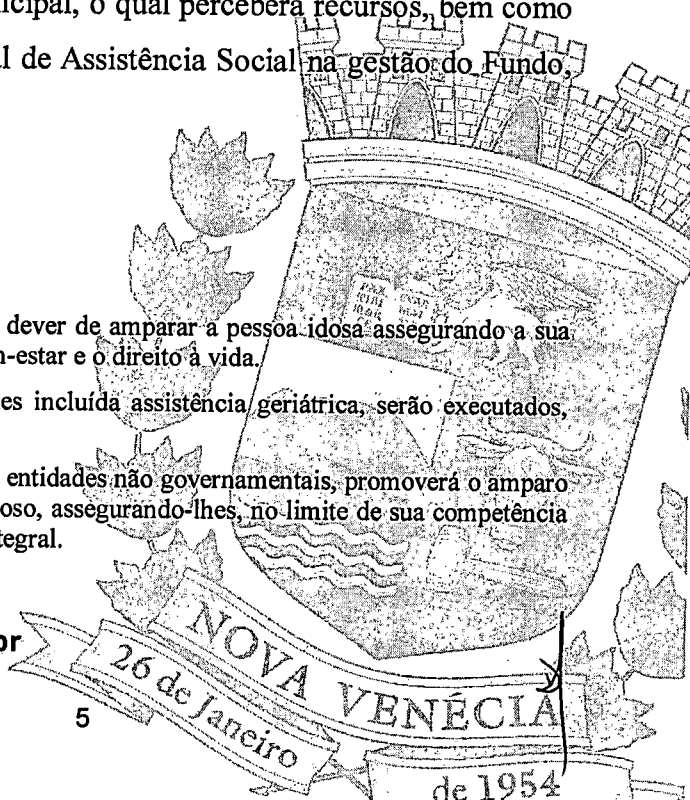 icipal, o qual perceberá recursos, bem como
al de Assistência Social na gestão do Fundo,
dever de amparar a pessoa idosa assegurando a sua
n-estar e o direito à vida.
es incluída assistência geriátrica, serão executados,
entidades não governamentais, promoverá o amparo
oso, assegurando-lhes, no limite de sua competência
tegral.
or
5
NOVA VENÉCIA
26 de Janeiro
de 1954